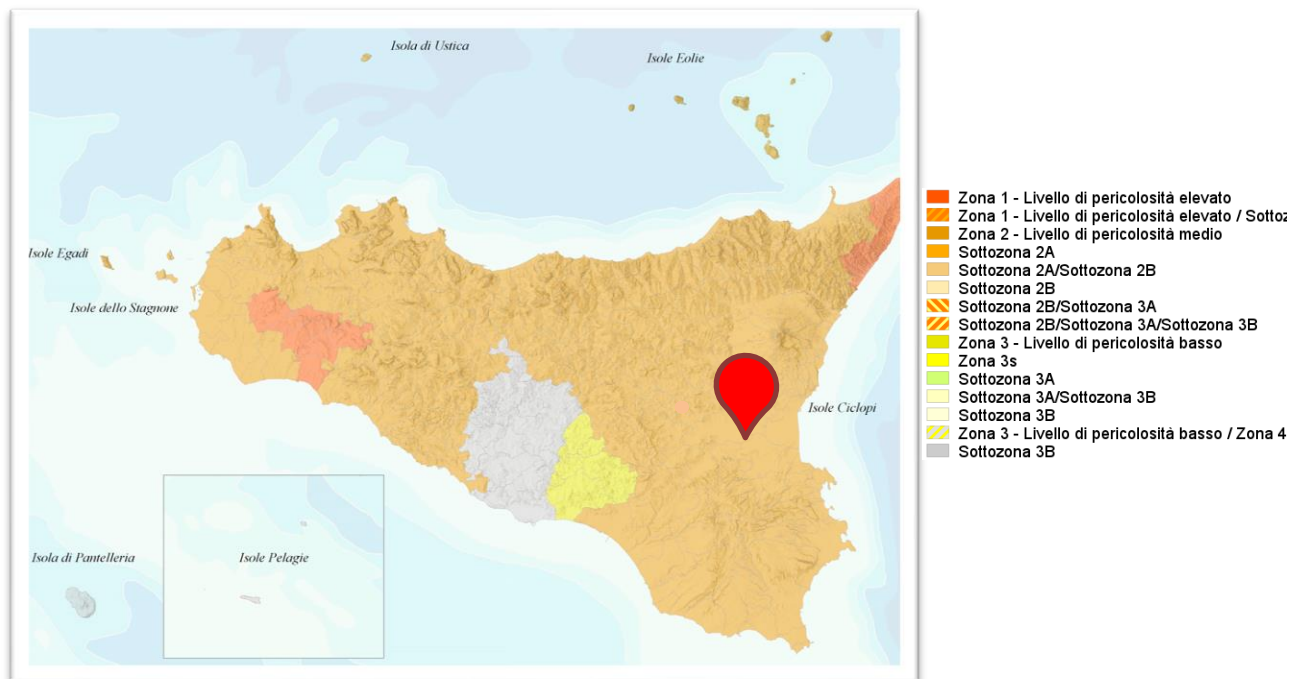 Isola di Ustica
Isole Eolie
Isole Egadi
Isole dello Stagnone
Isole Ciclopi
Isola di Pantelleria
Isole Pelagie
Zona 1 - Livello di pericolosità elevato
Zona 1 - Livello di pericolosità elevato / Sotto
Zona 2 - Livello di pericolosità medio
Sottozona 2A
Sottozona 2A/Sottozona 2B
Sottozona 2B
Sottozona 2B/Sottozona 3A
Sottozona 2B/Sottozona 3A/Sottozona 3B
Zona 3 - Livello di pericolosità basso
Zona 3s
Sottozona 3A
Sottozona 3A/Sottozona 3B
Sottozona 3B
Zona 3 - Livello di pericolosità basso / Zona 4
Sottozona 3B